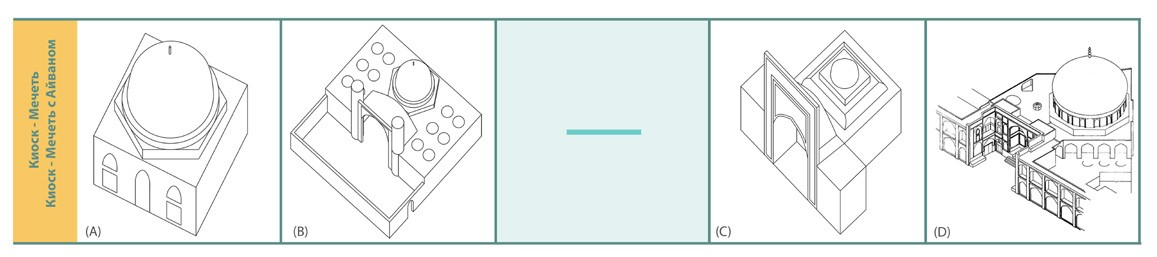 Киоск - Мечеть
Киоск - Мечеть с Айваном
(A)
(B)
(C)
(D)